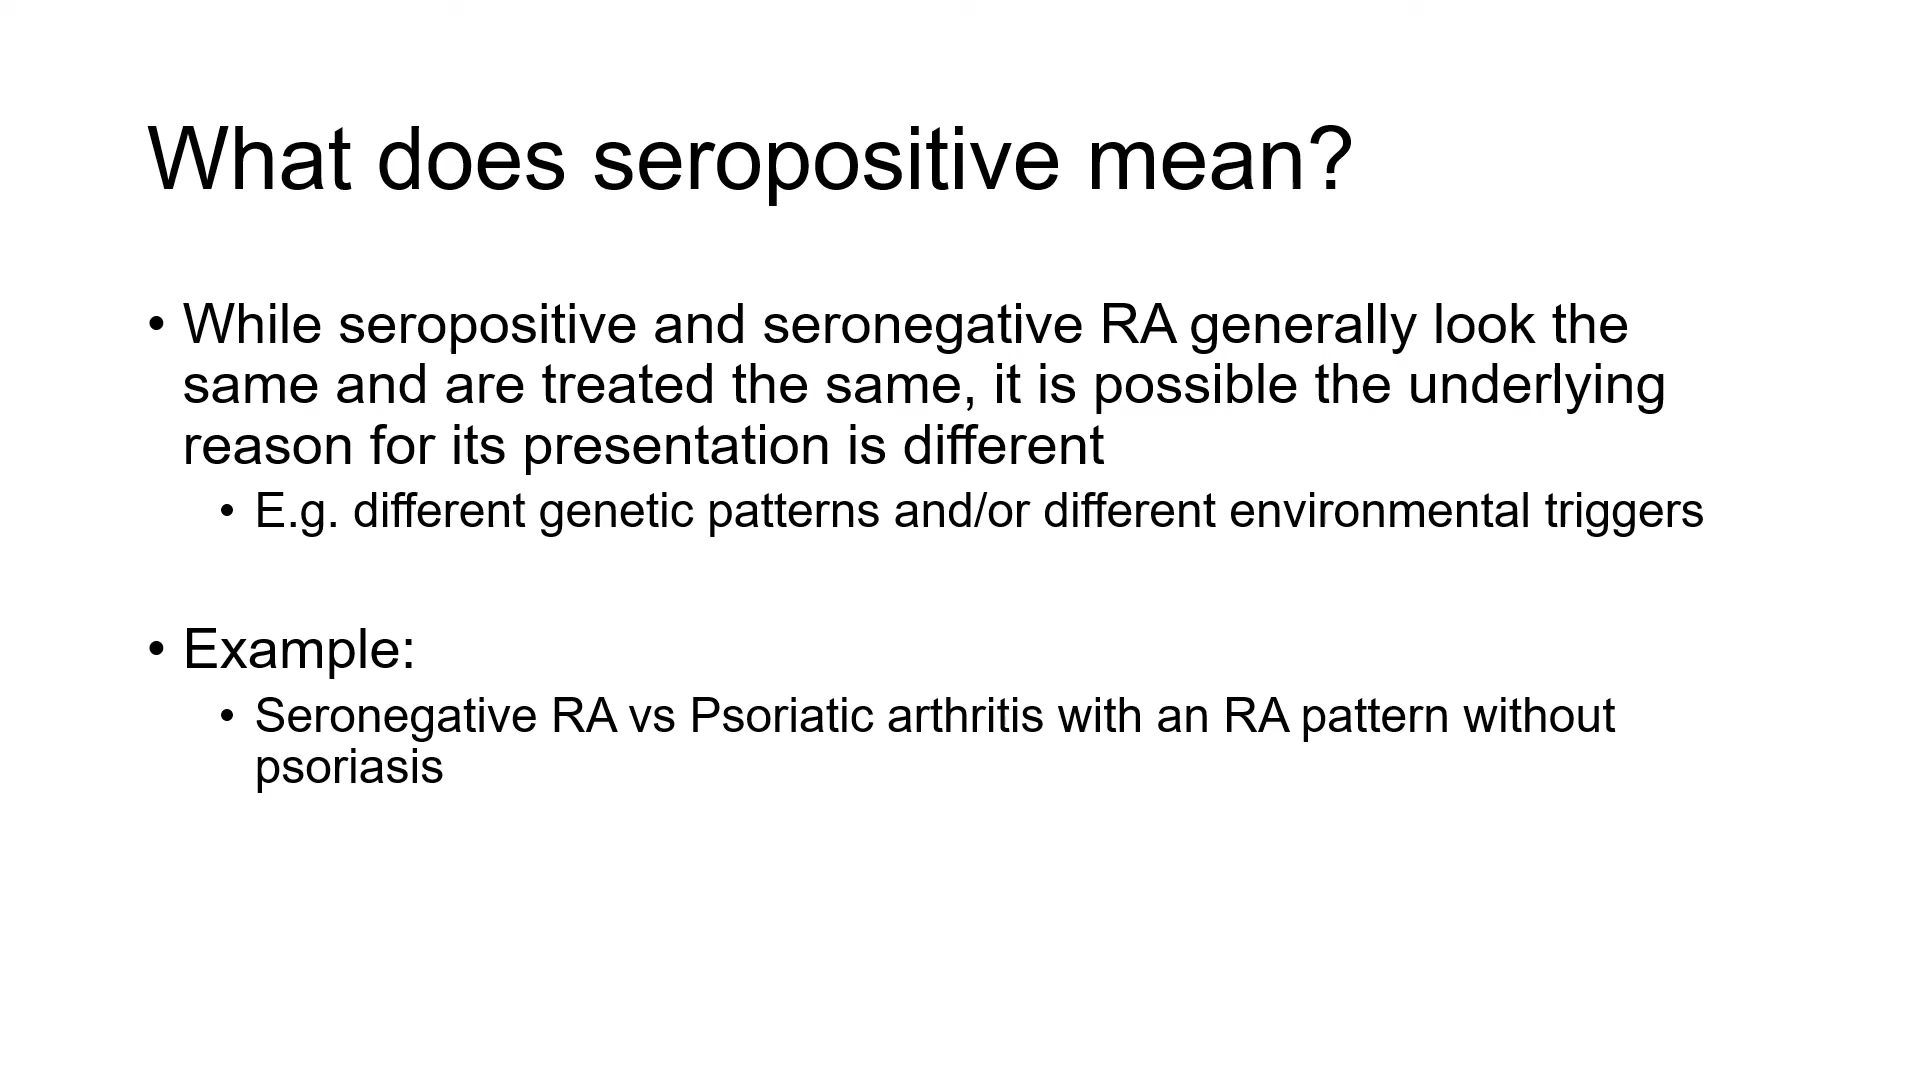 What does seropositive mean?
• While seropositive and seronegative RA generally look the
same and are treated the same, it is possible the underlying
reason for its presentation is different
• E.g. different genetic patterns and/or different environmental triggers
• Example:
• Seronegative RA vs Psoriatic arthritis with an RA pattern without
psoriasis